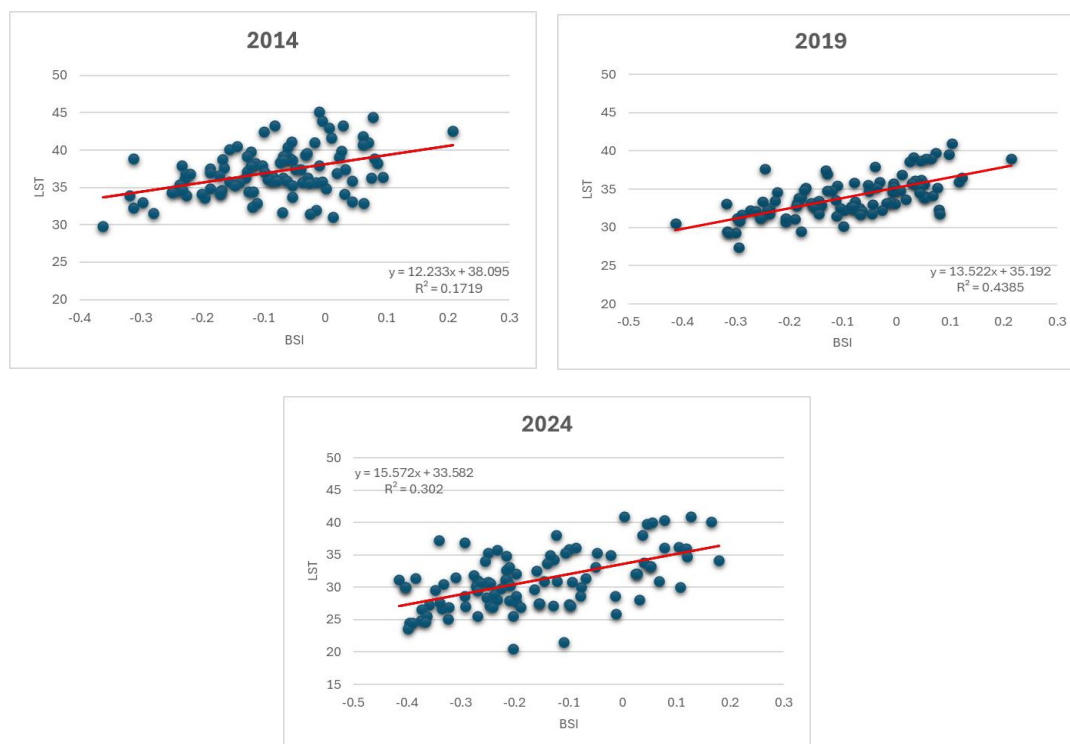 2014
50
45
40
35
30
25
20
LST
-0.4 -0.3 -0.2 -0.1 0 0.1 0.2 0.3
BSI
y = 12.233x + 38.095
R² = 0.1719
2019
50
45
40
35
30
25
20
LST
-0.5 -0.4 -0.3 -0.2 -0.1 0 0.1 0.2 0.3
BSI
y = 13.522x + 35.192
R² = 0.4385
2024
50
45
40
35
30
25
20
15
LST
y = 15.572x + 33.582
R² = 0.302
-0.5 -0.4 -0.3 -0.2 -0.1 0 0.1 0.2 0.3
BSI